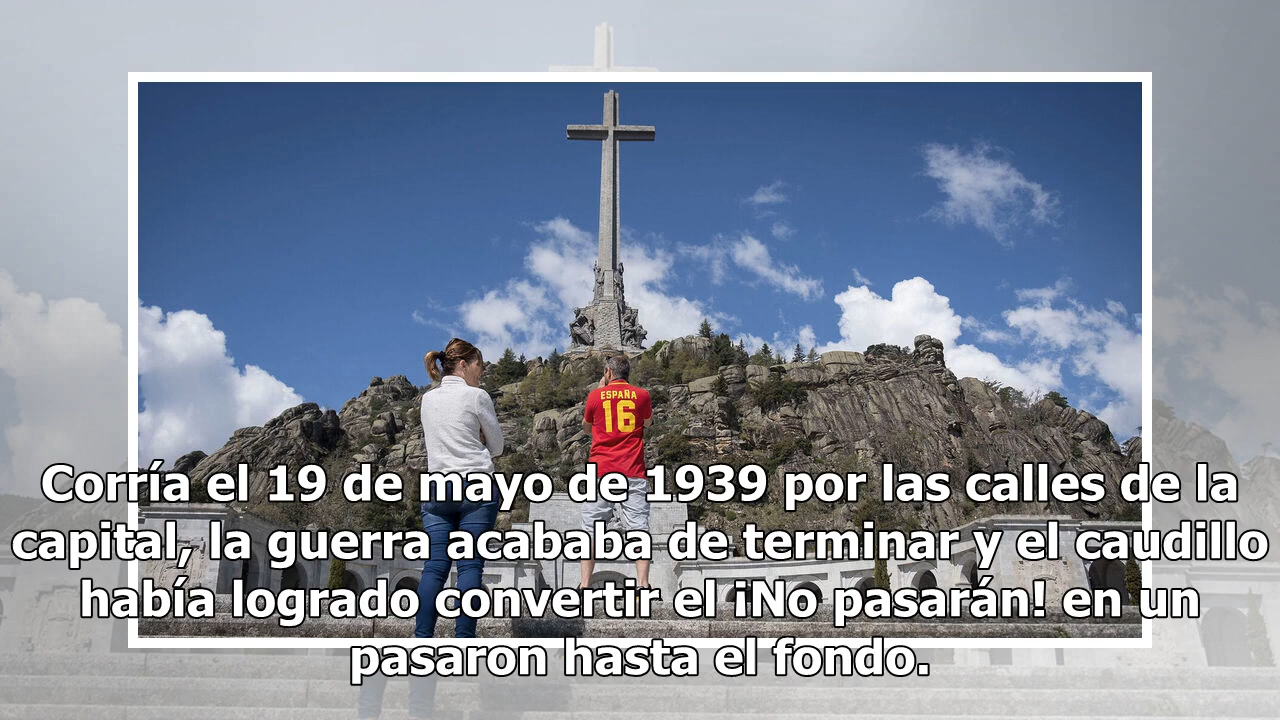 ESPAÑA
16
Corría el 19 de mayo de 1939 por las calles de la
capital, la guerra acababa de terminar y el caudillo
había logrado convertir el ¡No pasarán! en un
pasaron hasta el fondo.